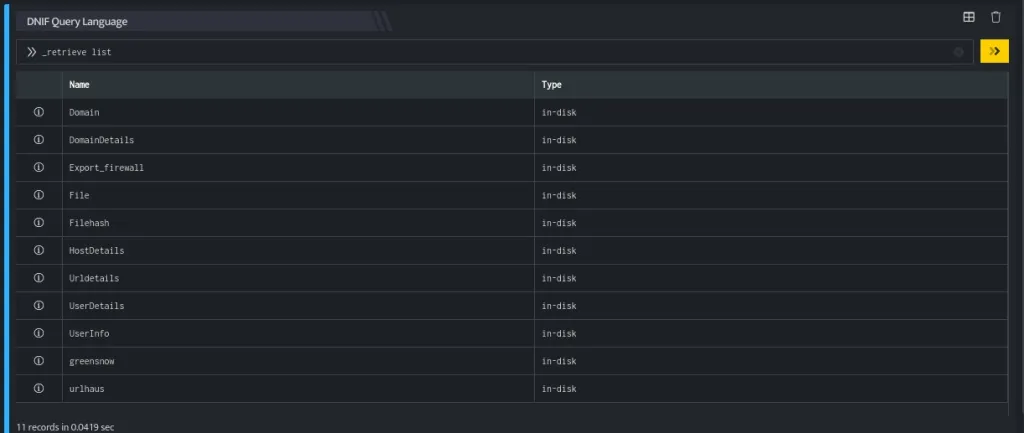 DNIF Query Language
_retrieve list
Name Type
Domain in-disk
DomainDetails in-disk
Export_firewall in-disk
File in-disk
Filehash in-disk
HostDetails in-disk
Urldetails in-disk
UserDetails in-disk
UserInfo in-disk
greensnow in-disk
urlhaus in-disk
11 records in 0.0419 sec